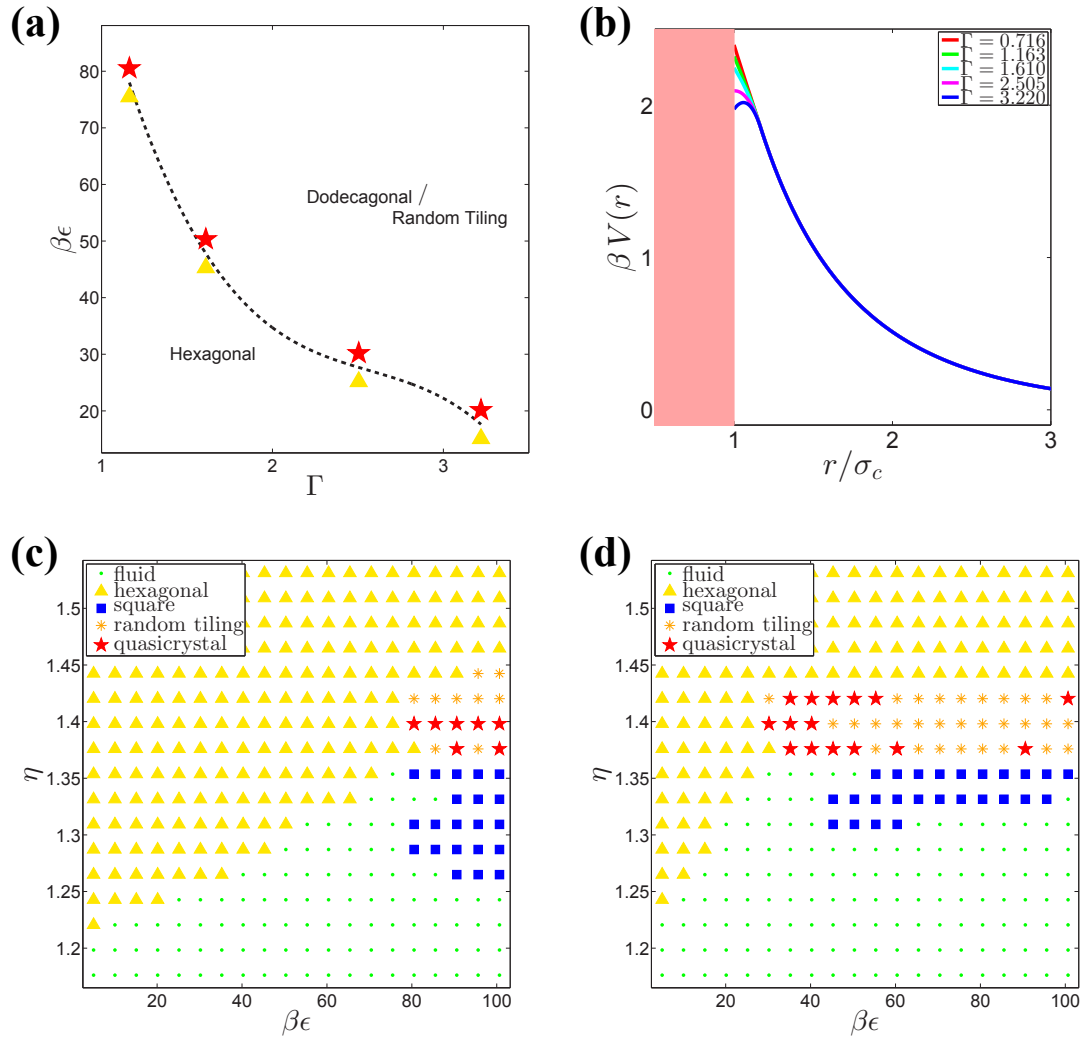 (a)
80
70
60
50
40
30
20
βϵ
1
2
3
Γ
Dodecagonal /
Random Tiling
Hexagonal
(b)
Γ = 0.716
Γ = 1.163
Γ = 1.610
Γ = 2.505
Γ = 3.220
2
1
0
β V(r)
1
2
3
r/σc
(c)
fluid
hexagonal
square
random tiling
quasicrystal
1.5
1.45
1.4
1.35
1.3
1.25
1.2
η
20
40
60
80
100
βϵ
(d)
fluid
hexagonal
square
random tiling
quasicrystal
1.5
1.45
1.4
1.35
1.3
1.25
1.2
η
20
40
60
80
100
βϵ